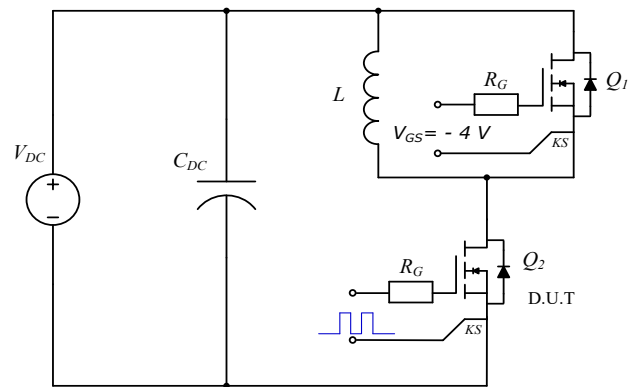 R_G
Q_1
L
V_GS = - 4 V
KS
V_DC
+
−
C_DC
R_G
Q_2
D.U.T
KS